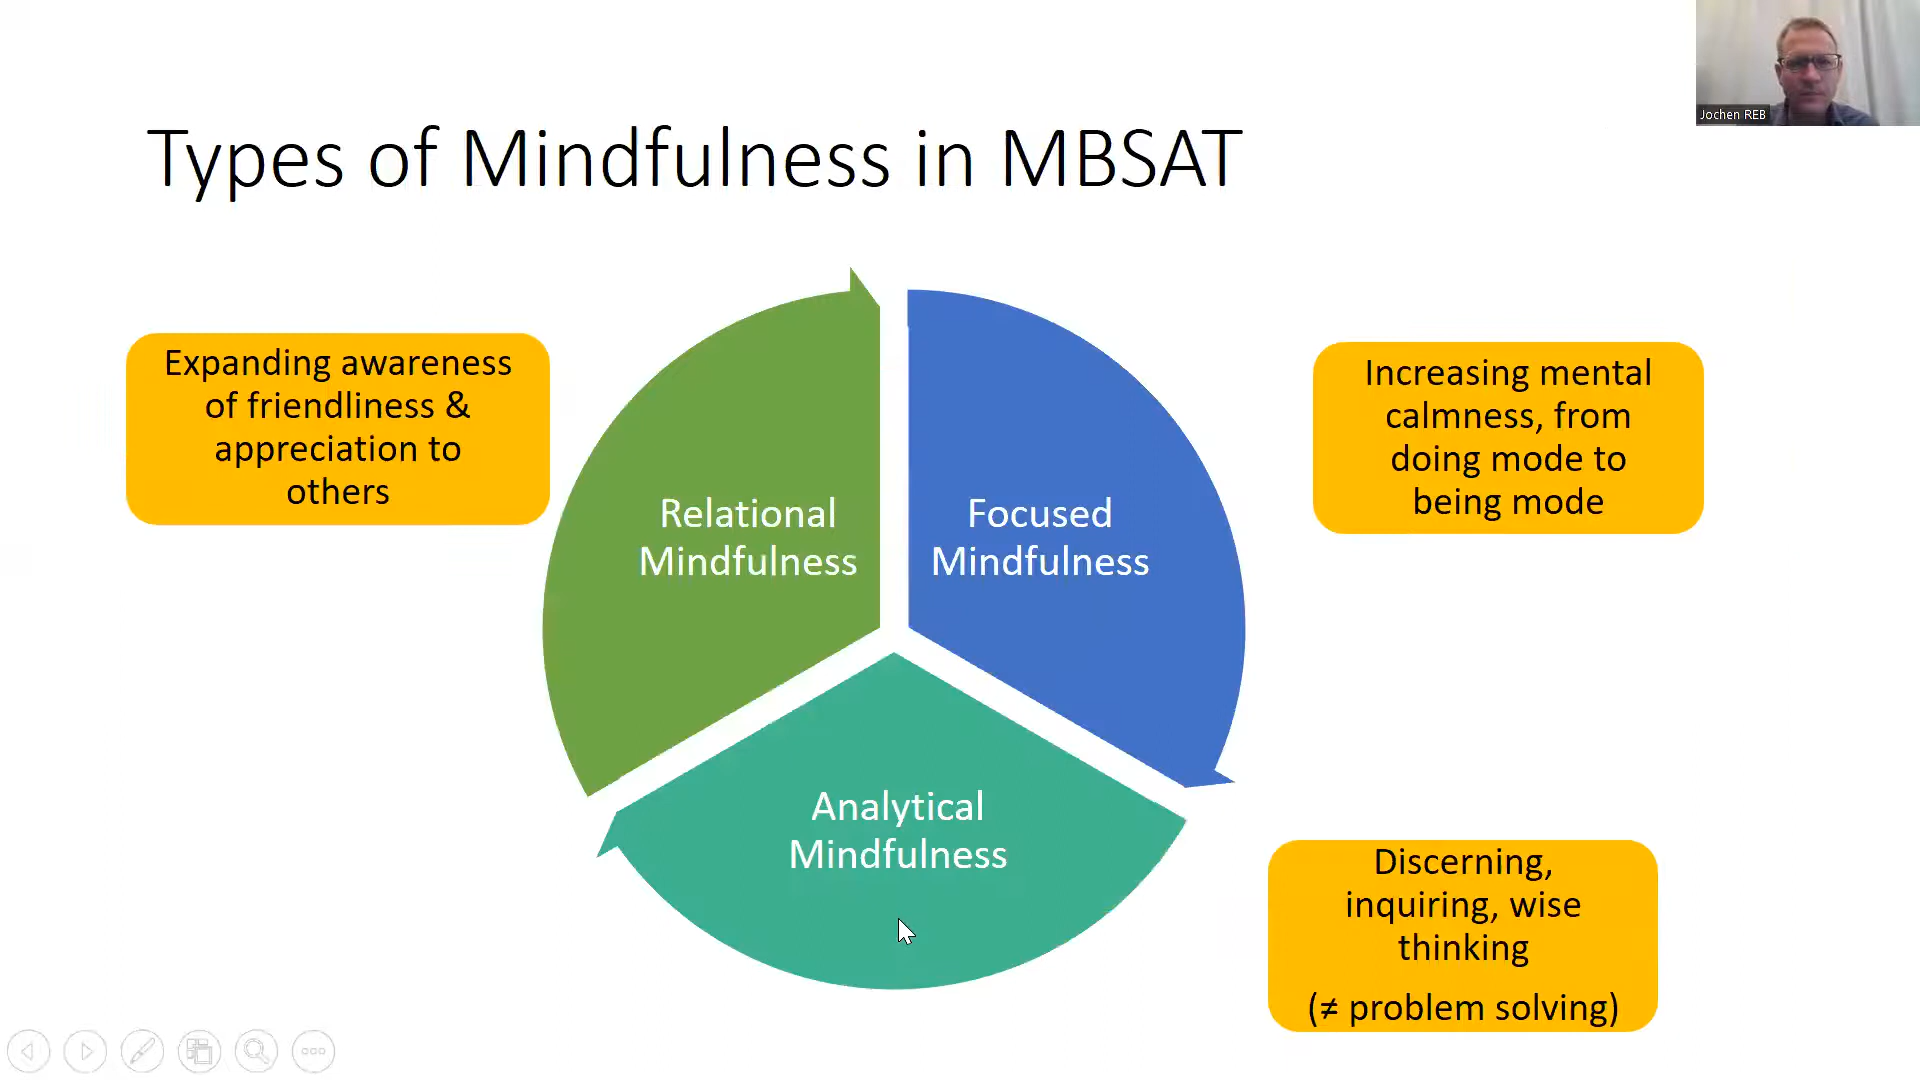 Jochen REB
Types of Mindfulness in MBSAT
Expanding awareness
of friendliness &
appreciation to
others
Relational
Mindfulness
Focused
Mindfulness
Increasing mental
calmness, from
doing mode to
being mode
Analytical
Mindfulness
Discerning,
inquiring, wise
thinking
(≠ problem solving)